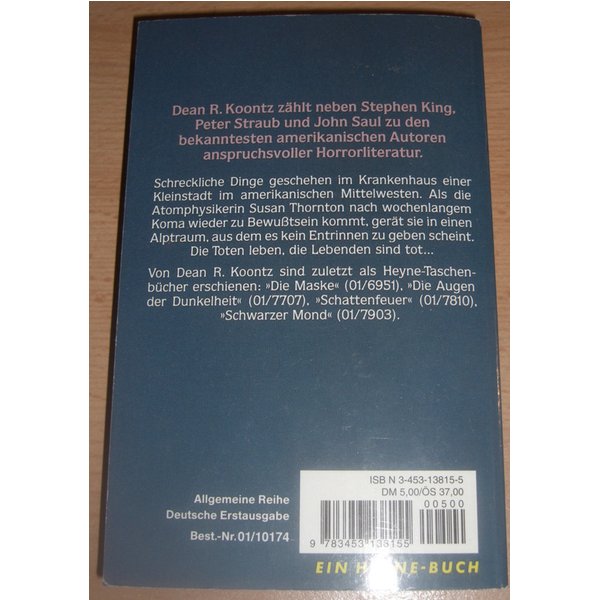 Dean R. Koontz zählt neben Stephen King,
Peter Straub und John Saul zu den
bekanntesten amerikanischen Autoren
anspruchsvoller Horrorliteratur.
Schreckliche Dinge geschehen im Krankenhaus einer
Kleinstadt im amerikanischen Mittelwesten. Als die
Atomphysikerin Susan Thornton nach wochenlangem
Koma wieder zu Bewußtsein kommt, gerät sie in einen
Alptraum, aus dem es kein Entrinnen zu geben scheint.
Die Toten leben, die Lebenden sind tot...
Von Dean R. Koontz sind zuletzt als Heyne-Taschen-
bücher erschienen: »Die Maske« (01/6951), »Die Augen
der Dunkelheit« (01/7707), »Schattenfeuer« (01/7810),
»Schwarzer Mond« (01/7903).
ISBN 3-453-13815-5
DM 5,00/ÖS 37,00
00500
9 783453 138155
Allgemeine Reihe
Deutsche Erstausgabe
Best.-Nr. 01/10174
EIN HEYNE-BUCH